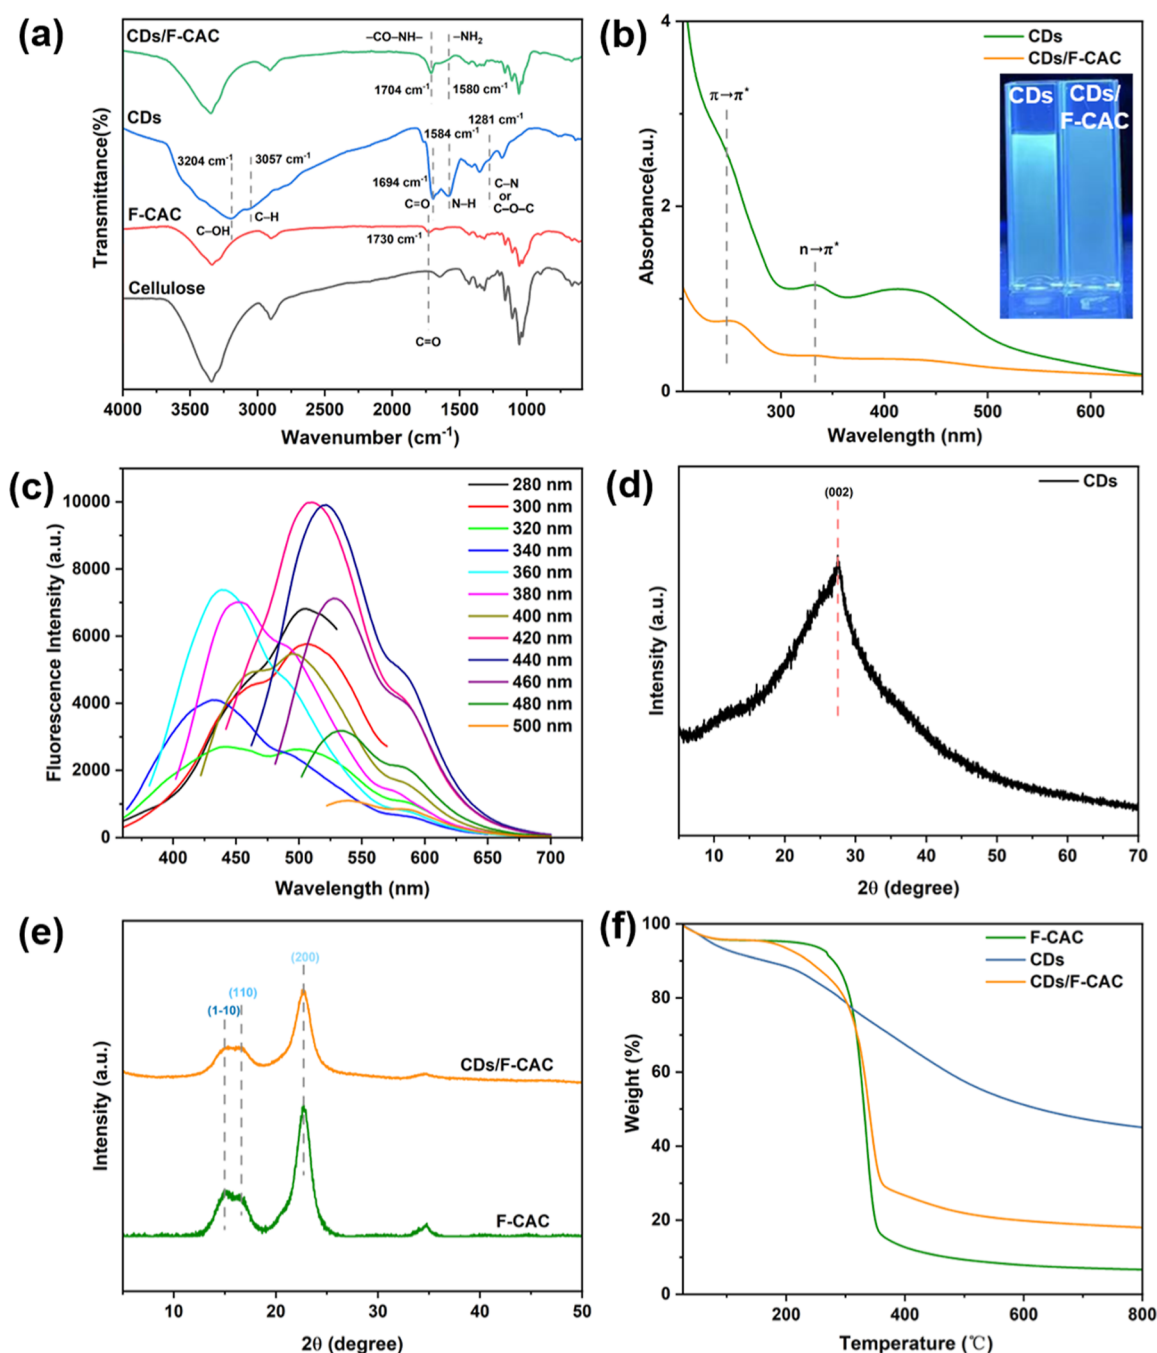 (a)
CDs/F-CAC
–CO–NH–
–NH2
1704 cm-1
1580 cm-1
CDs
1584 cm-1
1281 cm-1
3204 cm-1
3057 cm-1
1694 cm-1
C=O
N–H
C–N
or
C–O–C
C–OH
C–H
F-CAC
1730 cm-1
Cellulose
C=O
Transmittance(%)
4000 3500 3000 2000 1500 1000
Wavenumber (cm-1)
(b)
CDs
CDs/F-CAC
π→π*
n→π*
CDs
CDs/
F-CAC
Absorbance(a.u.)
4
2
0
300 400 500 600
Wavelength (nm)
(c)
280 nm
300 nm
320 nm
340 nm
360 nm
380 nm
400 nm
420 nm
440 nm
460 nm
480 nm
500 nm
Fluorescence Intensity (a.u.)
10000
8000
6000
4000
2000
0
400 450 500 550 600 650 700
Wavelength (nm)
(d)
(002)
CDs
Intensity (a.u.)
10 20 30 40 50 60 70
2θ (degree)
(e)
(200)
(110)
(1-10)
CDs/F-CAC
F-CAC
Intensity (a.u.)
10 20 30 40 50
2θ (degree)
(f)
F-CAC
CDs
CDs/F-CAC
Weight (%)
100
80
60
40
20
0
200 400 600 800
Temperature (℃)